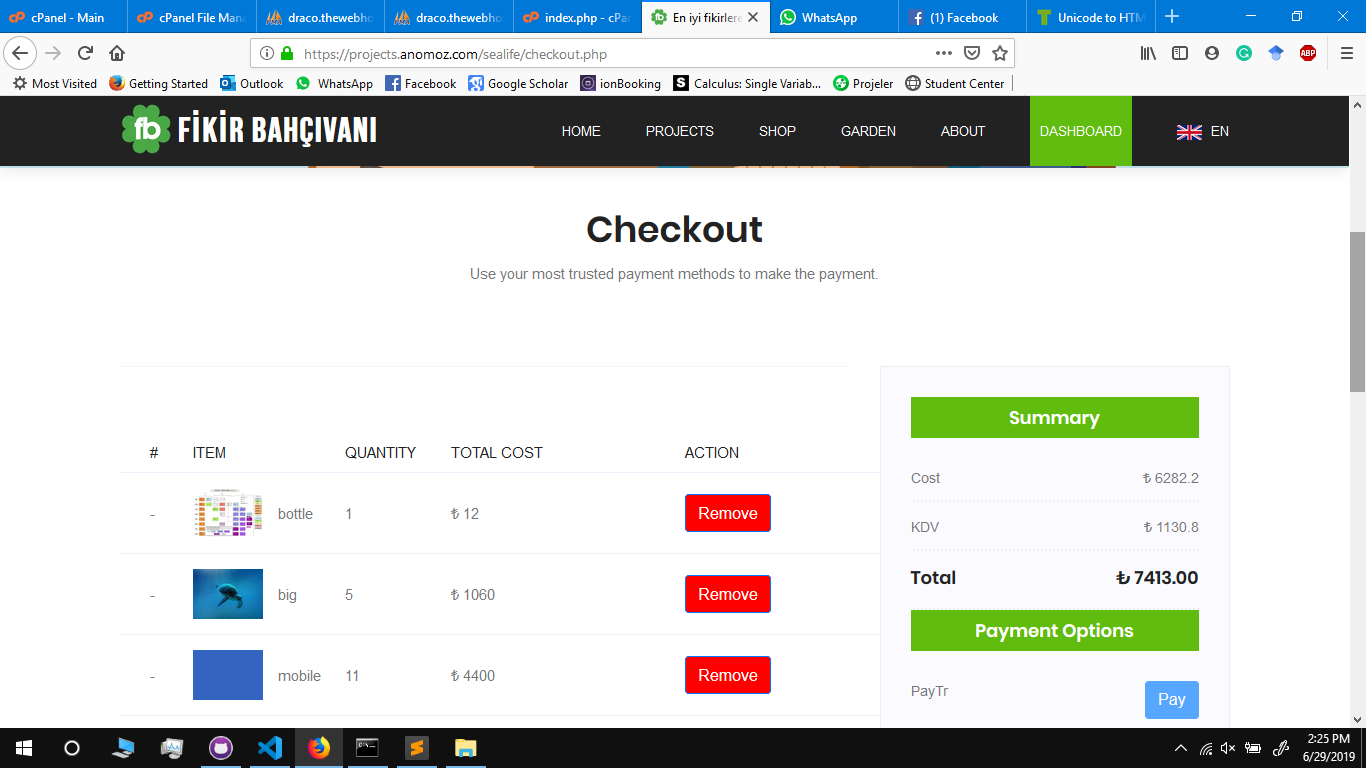 cPanel - Main
cPanel File Mana
draco.thewebho
draco.thewebho
index.php - cPa
En iyi fikirlere
WhatsApp
(1) Facebook
Unicode to HTM
https://projects.anomoz.com/sealife/checkout.php
Most Visited Getting Started Outlook WhatsApp Facebook Google Scholar ionBooking Calculus: Single Variab... Projeler Student Center
fb FİKİR BAHÇIVANI
HOME PROJECTS SHOP GARDEN ABOUT DASHBOARD EN
Checkout
Use your most trusted payment methods to make the payment.
# ITEM QUANTITY TOTAL COST ACTION
- bottle 1 ₺ 12 Remove
- big 5 ₺ 1060 Remove
- mobile 11 ₺ 4400 Remove
Summary
Cost ₺ 6282.2
KDV ₺ 1130.8
Total ₺ 7413.00
Payment Options
PayTr Pay
2:25 PM
6/29/2019